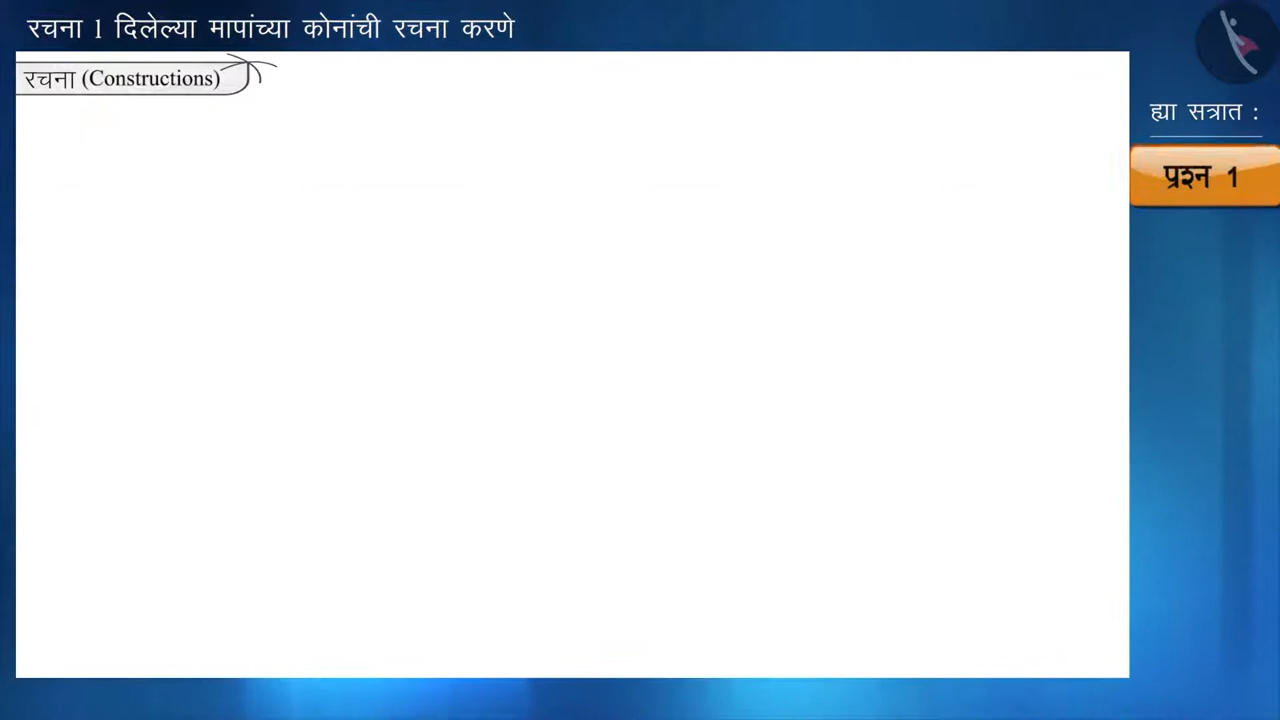 रचना 1 दिलेल्या मापांच्या कोनांची रचना करणे
रचना (Constructions)
ह्या सत्रात :
प्रश्न 1